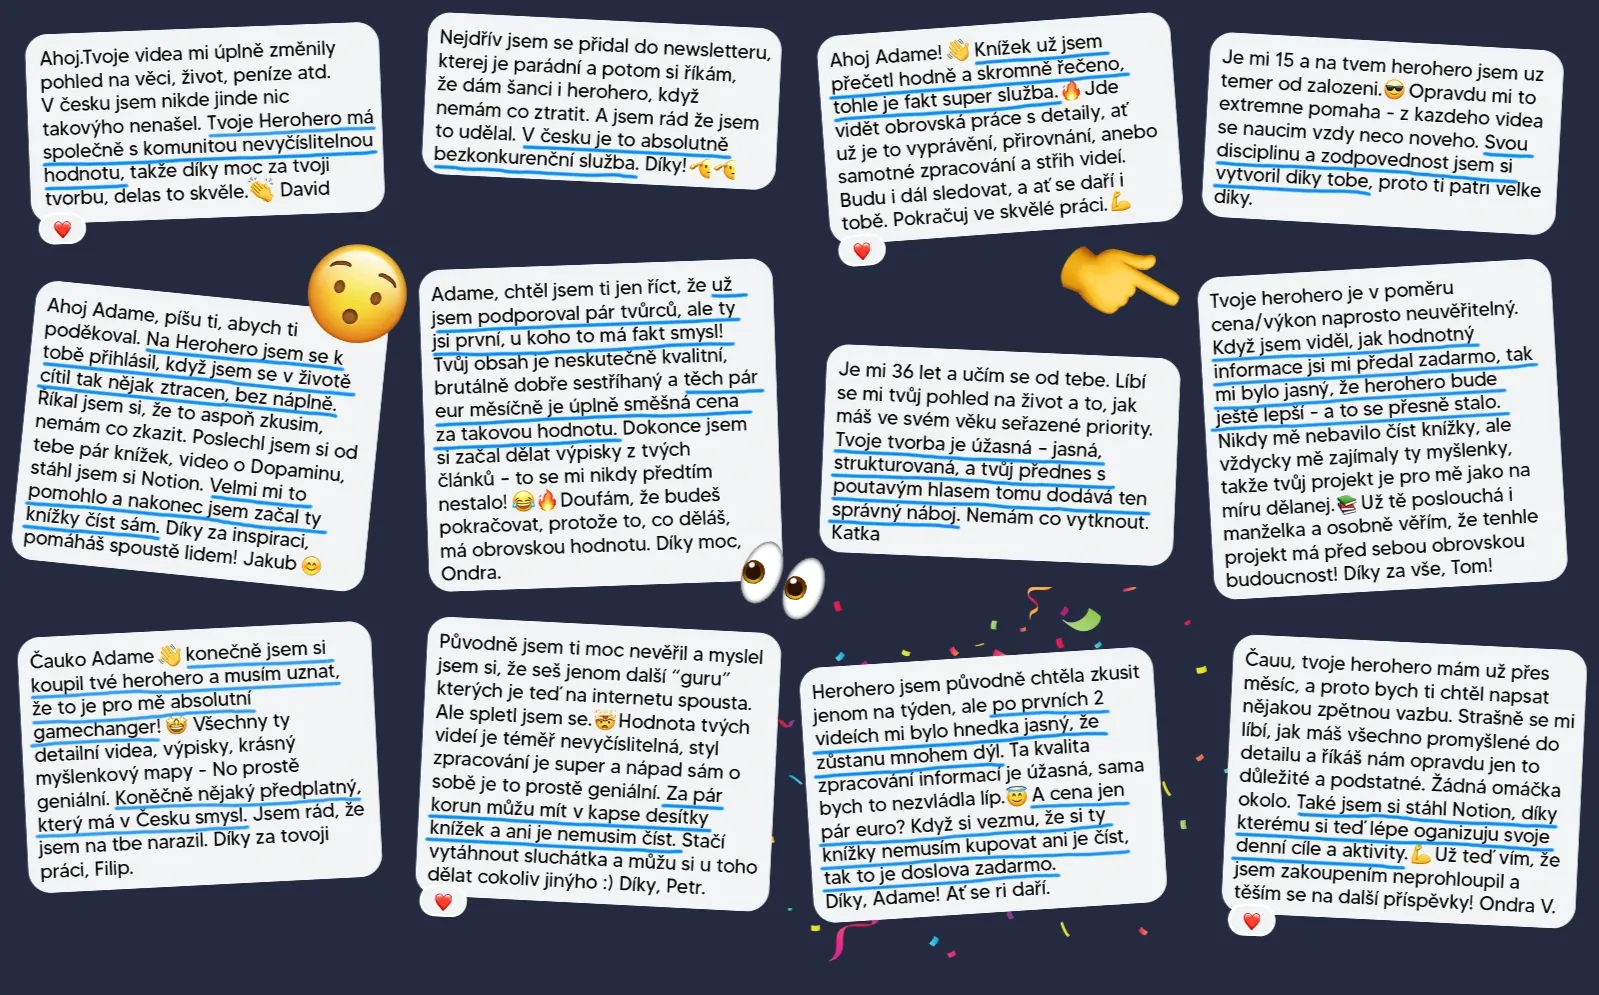 Ahoj.Tvoje videa mi úplně změnily
pohled na věci, život, peníze atd.
V česku jsem nikde jinde nic
takovýho nenašel. Tvoje Herohero má
společně s komunitou nevyčíslitelnou
hodnotu, takže díky moc za tvoji
tvorbu, delas to skvěle.👏 David
Nejdřív jsem se přidal do newsletteru,
kterej je parádní a potom si říkám,
že dám šanci i herohero, když
nemám co ztratit. A jsem rád že jsem
to udělal. V česku je to absolutně
bezkonkurenční služba. Díky! 🫡🫡
Ahoj Adame! 👋 Knížek už jsem
přečetl hodně a skromně řečeno,
tohle je fakt super služba.🔥 Jde
vidět obrovská práce s detaily, ať
už je to vyprávění, přirovnání, anebo
samotné zpracování a střih videí.
Budu i dál sledovat, a ať se daří i
tobě. Pokračuj ve skvělé práci.💪
Je mi 15 a na tvem herohero jsem uz
temer od zalozeni.😎 Opravdu mi to
extremne pomaha - z kazdeho videa
se naucim vzdy neco noveho. Svou
disciplinu a zodpovednost jsem si
vytvoril diky tobe, proto ti patri velke
diky.
Ahoj Adame, píšu ti, abych ti
poděkoval. Na Herohero jsem se k
tobě přihlásil, když jsem se v životě
cítil tak nějak ztracen, bez náplně.
Říkal jsem si, že to aspoň zkusim,
nemám co zkazit. Poslechl jsem si od
tebe pár knížek, video o Dopaminu,
stáhl jsem si Notion. Velmi mi to
pomohlo a nakonec jsem začal ty
knížky číst sám. Díky za inspiraci,
pomáháš spoustě lidem! Jakub 😊
Adame, chtěl jsem ti jen říct, že už
jsem podporoval pár tvůrců, ale ty
jsi první, u koho to má fakt smysl!
Tvůj obsah je neskutečně kvalitní,
brutálně dobře sestříhaný a těch pár
eur měsíčně je úplně směšná cena
za takovou hodnotu. Dokonce jsem
si začal dělat výpisky z tvých
článků - to se mi nikdy předtím
nestalo! 😂🔥Doufám, že budeš
pokračovat, protože to, co děláš,
má obrovskou hodnotu. Díky moc,
Ondra.
Je mi 36 let a učím se od tebe. Líbí
se mi tvůj pohled na život a to, jak
máš ve svém věku seřazené priority.
Tvoje tvorba je úžasná – jasná,
strukturovaná, a tvůj přednes s
poutavým hlasem tomu dodává ten
správný náboj. Nemám co vytknout.
Katka
Tvoje herohero je v poměru
cena/výkon naprosto neuvěřitelný.
Když jsem viděl, jak hodnotný
informace jsi mi předal zadarmo, tak
mi bylo jasný, že herohero bude
ještě lepší - a to se přesně stalo.
Nikdy mě nebavilo číst knížky, ale
vždycky mě zajímaly ty myšlenky,
takže tvůj projekt je pro mě jako na
míru dělanej.📚Už tě poslouchá i
manželka a osobně věřím, že tenhle
projekt má před sebou obrovskou
budoucnost! Díky za vše, Tom!
Čauko Adame 👋 konečně jsem si
koupil tvé herohero a musím uznat,
že to je pro mě absolutní
gamechanger! 🤩 Všechny ty
detailní videa, výpisky, krásný
myšlenkový mapy - No prostě
geniální. Koněčně nějaký předplatný,
který má v Česku smysl. Jsem rád, že
jsem na tbe narazil. Díky za tovoji
práci, Filip.
Původně jsem ti moc nevěřil a myslel
jsem si, že seš jenom další “guru”
kterých je teď na internetu spousta.
Ale spletl jsem se.🤯Hodnota tvých
videí je téměř nevyčíslitelná, styl
zpracování je super a nápad sám o
sobě je to prostě geniální. Za pár
korun můžu mít v kapse desítky
knížek a ani je nemusim číst. Stačí
vytáhnout sluchátka a můžu si u toho
dělat cokoliv jinýho :) Díky, Petr.
Herohero jsem původně chtěla zkusit
jenom na týden, ale po prvních 2
videích mi bylo hnedka jasný, že
zůstanu mnohem dýl. Ta kvalita
zpracování informací je úžasná, sama
bych to nezvládla líp.😇 A cena jen
pár euro? Když si vezmu, že si ty
knížky nemusím kupovat ani je číst,
tak to je doslova zadarmo.
Díky, Adame! Ať se ri daří.
Čauu, tvoje herohero mám už přes
měsíc, a proto bych ti chtěl napsat
nějakou zpětnou vazbu. Strašně se mi
líbí, jak máš všechno promyšlené do
detailu a říkáš nám opravdu jen to
důležité a podstatné. Žádná omáčka
okolo. Také jsem si stáhl Notion, díky
kterému si teď lépe oganizuju svoje
denní cíle a aktivity.💪 Už teď vím, že
jsem zakoupením neprohloupil a
těším se na další příspěvky! Ondra V.